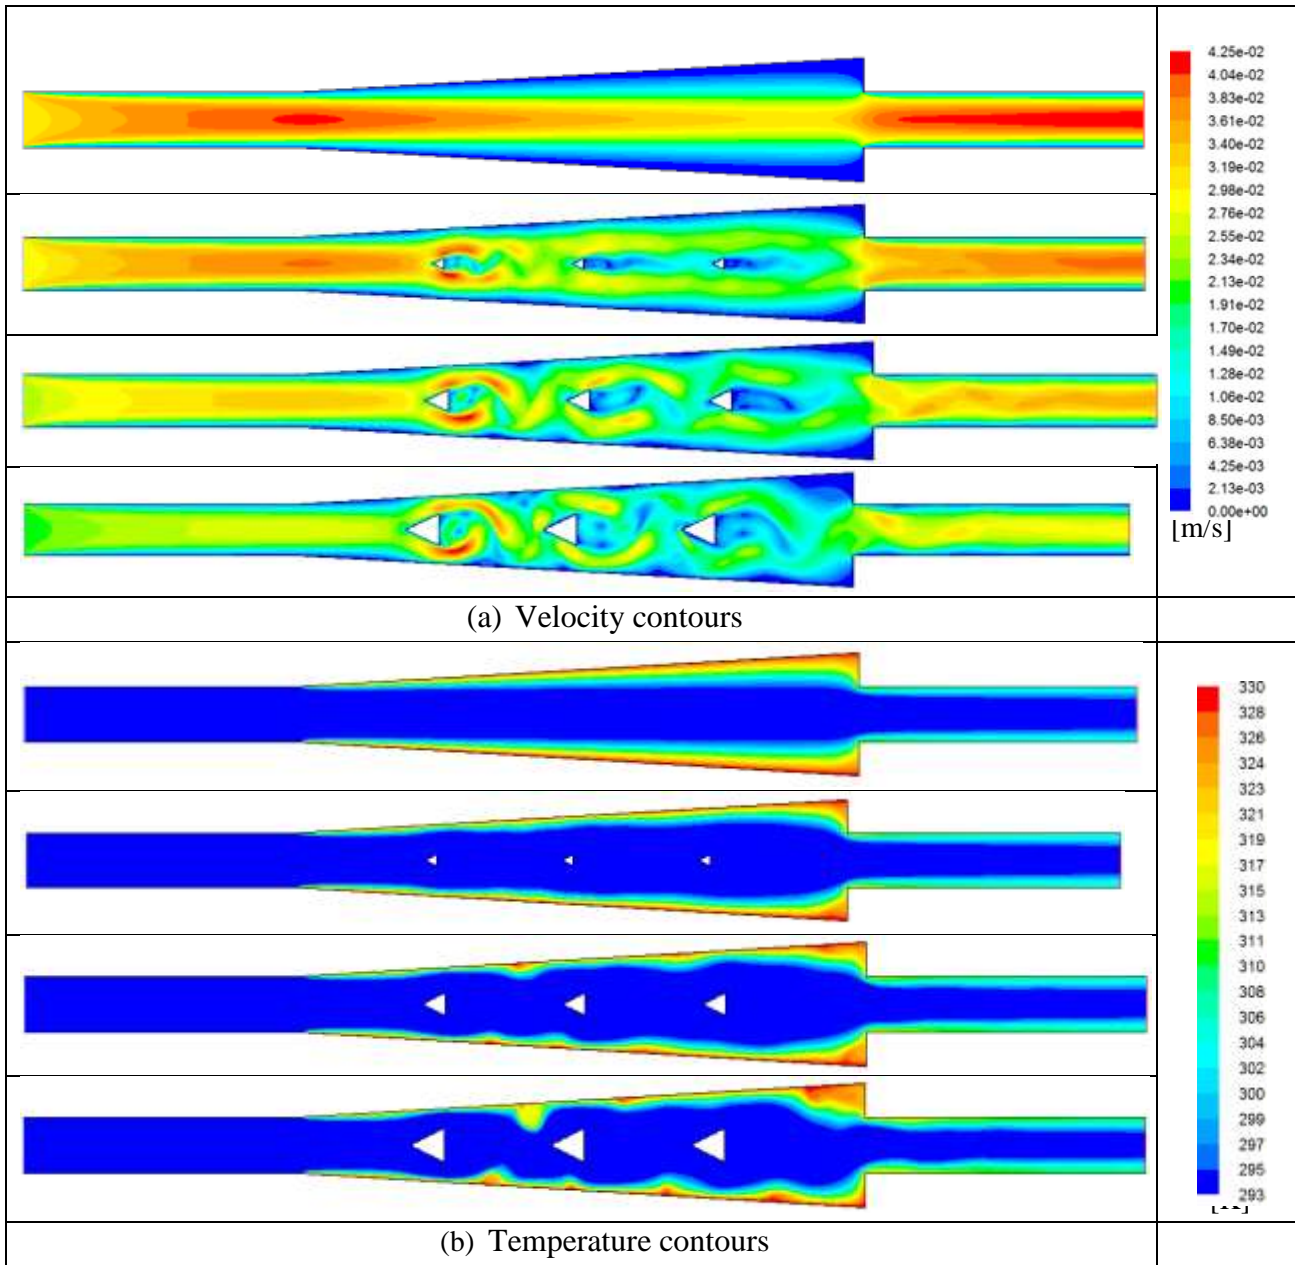 4.25e-02
4.04e-02
3.83e-02
3.61e-02
3.40e-02
3.19e-02
2.98e-02
2.76e-02
2.55e-02
2.34e-02
2.13e-02
1.91e-02
1.70e-02
1.49e-02
1.28e-02
1.06e-02
8.50e-03
6.38e-03
4.25e-03
2.13e-03
0.00e+00
[m/s]
(a) Velocity contours
330
328
326
324
323
321
319
317
315
313
311
310
308
306
304
302
300
299
297
295
293
(b) Temperature contours